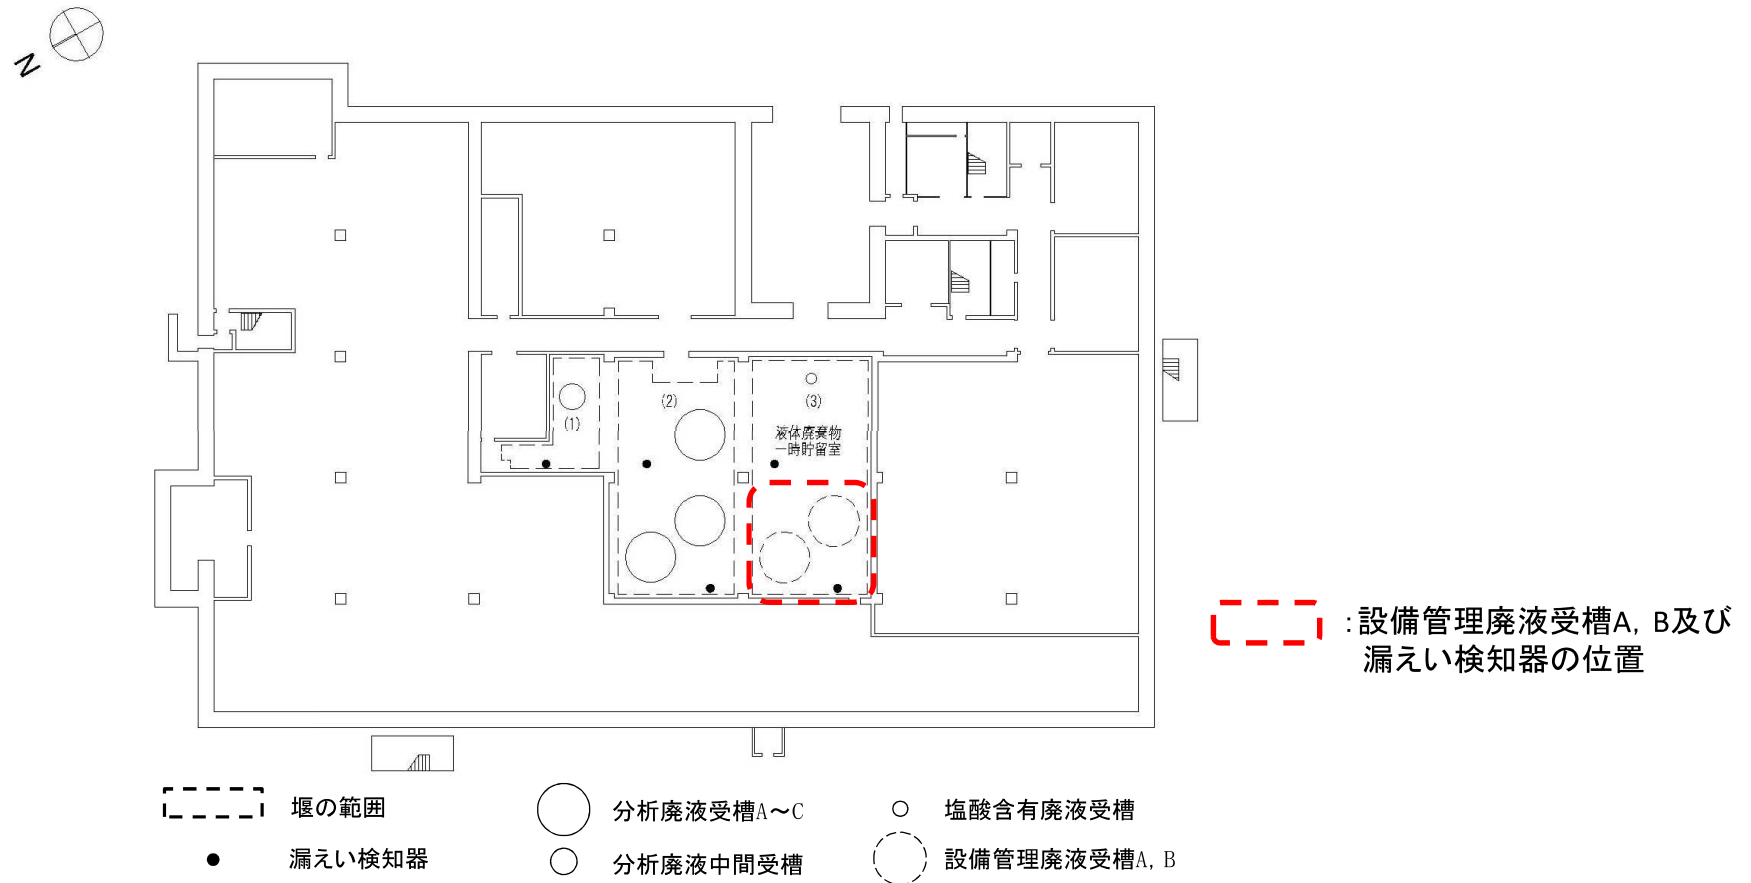 N
(1)
(2)
(3)
液体廃棄物
一時貯留室
:設備管理廃液受槽A, B及び
漏えい検知器の位置
堰の範囲
分析廃液受槽A～C
塩酸含有廃液受槽
漏えい検知器
分析廃液中間受槽
設備管理廃液受槽A, B